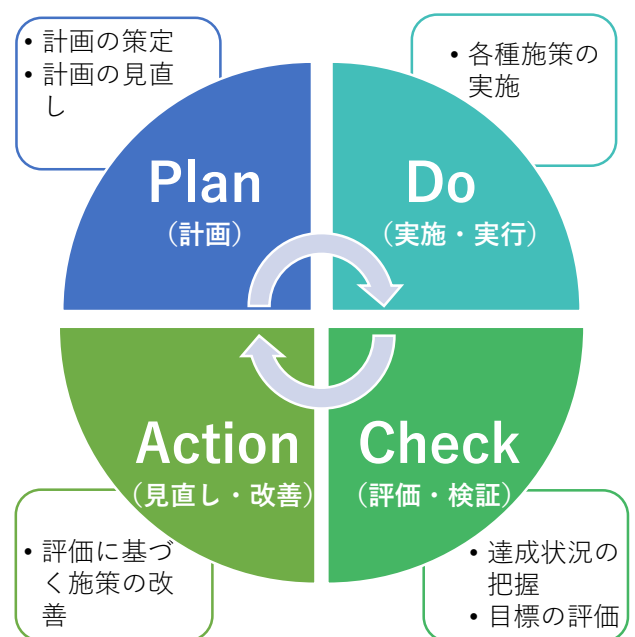 • 計画の策定
• 計画の見直
し
• 各種施策の
実施
Plan
（計画）
Do
（実施・実行）
Action
（見直し・改善）
Check
（評価・検証）
• 評価に基づ
く施策の改
善
• 達成状況の
把握
• 目標の評価